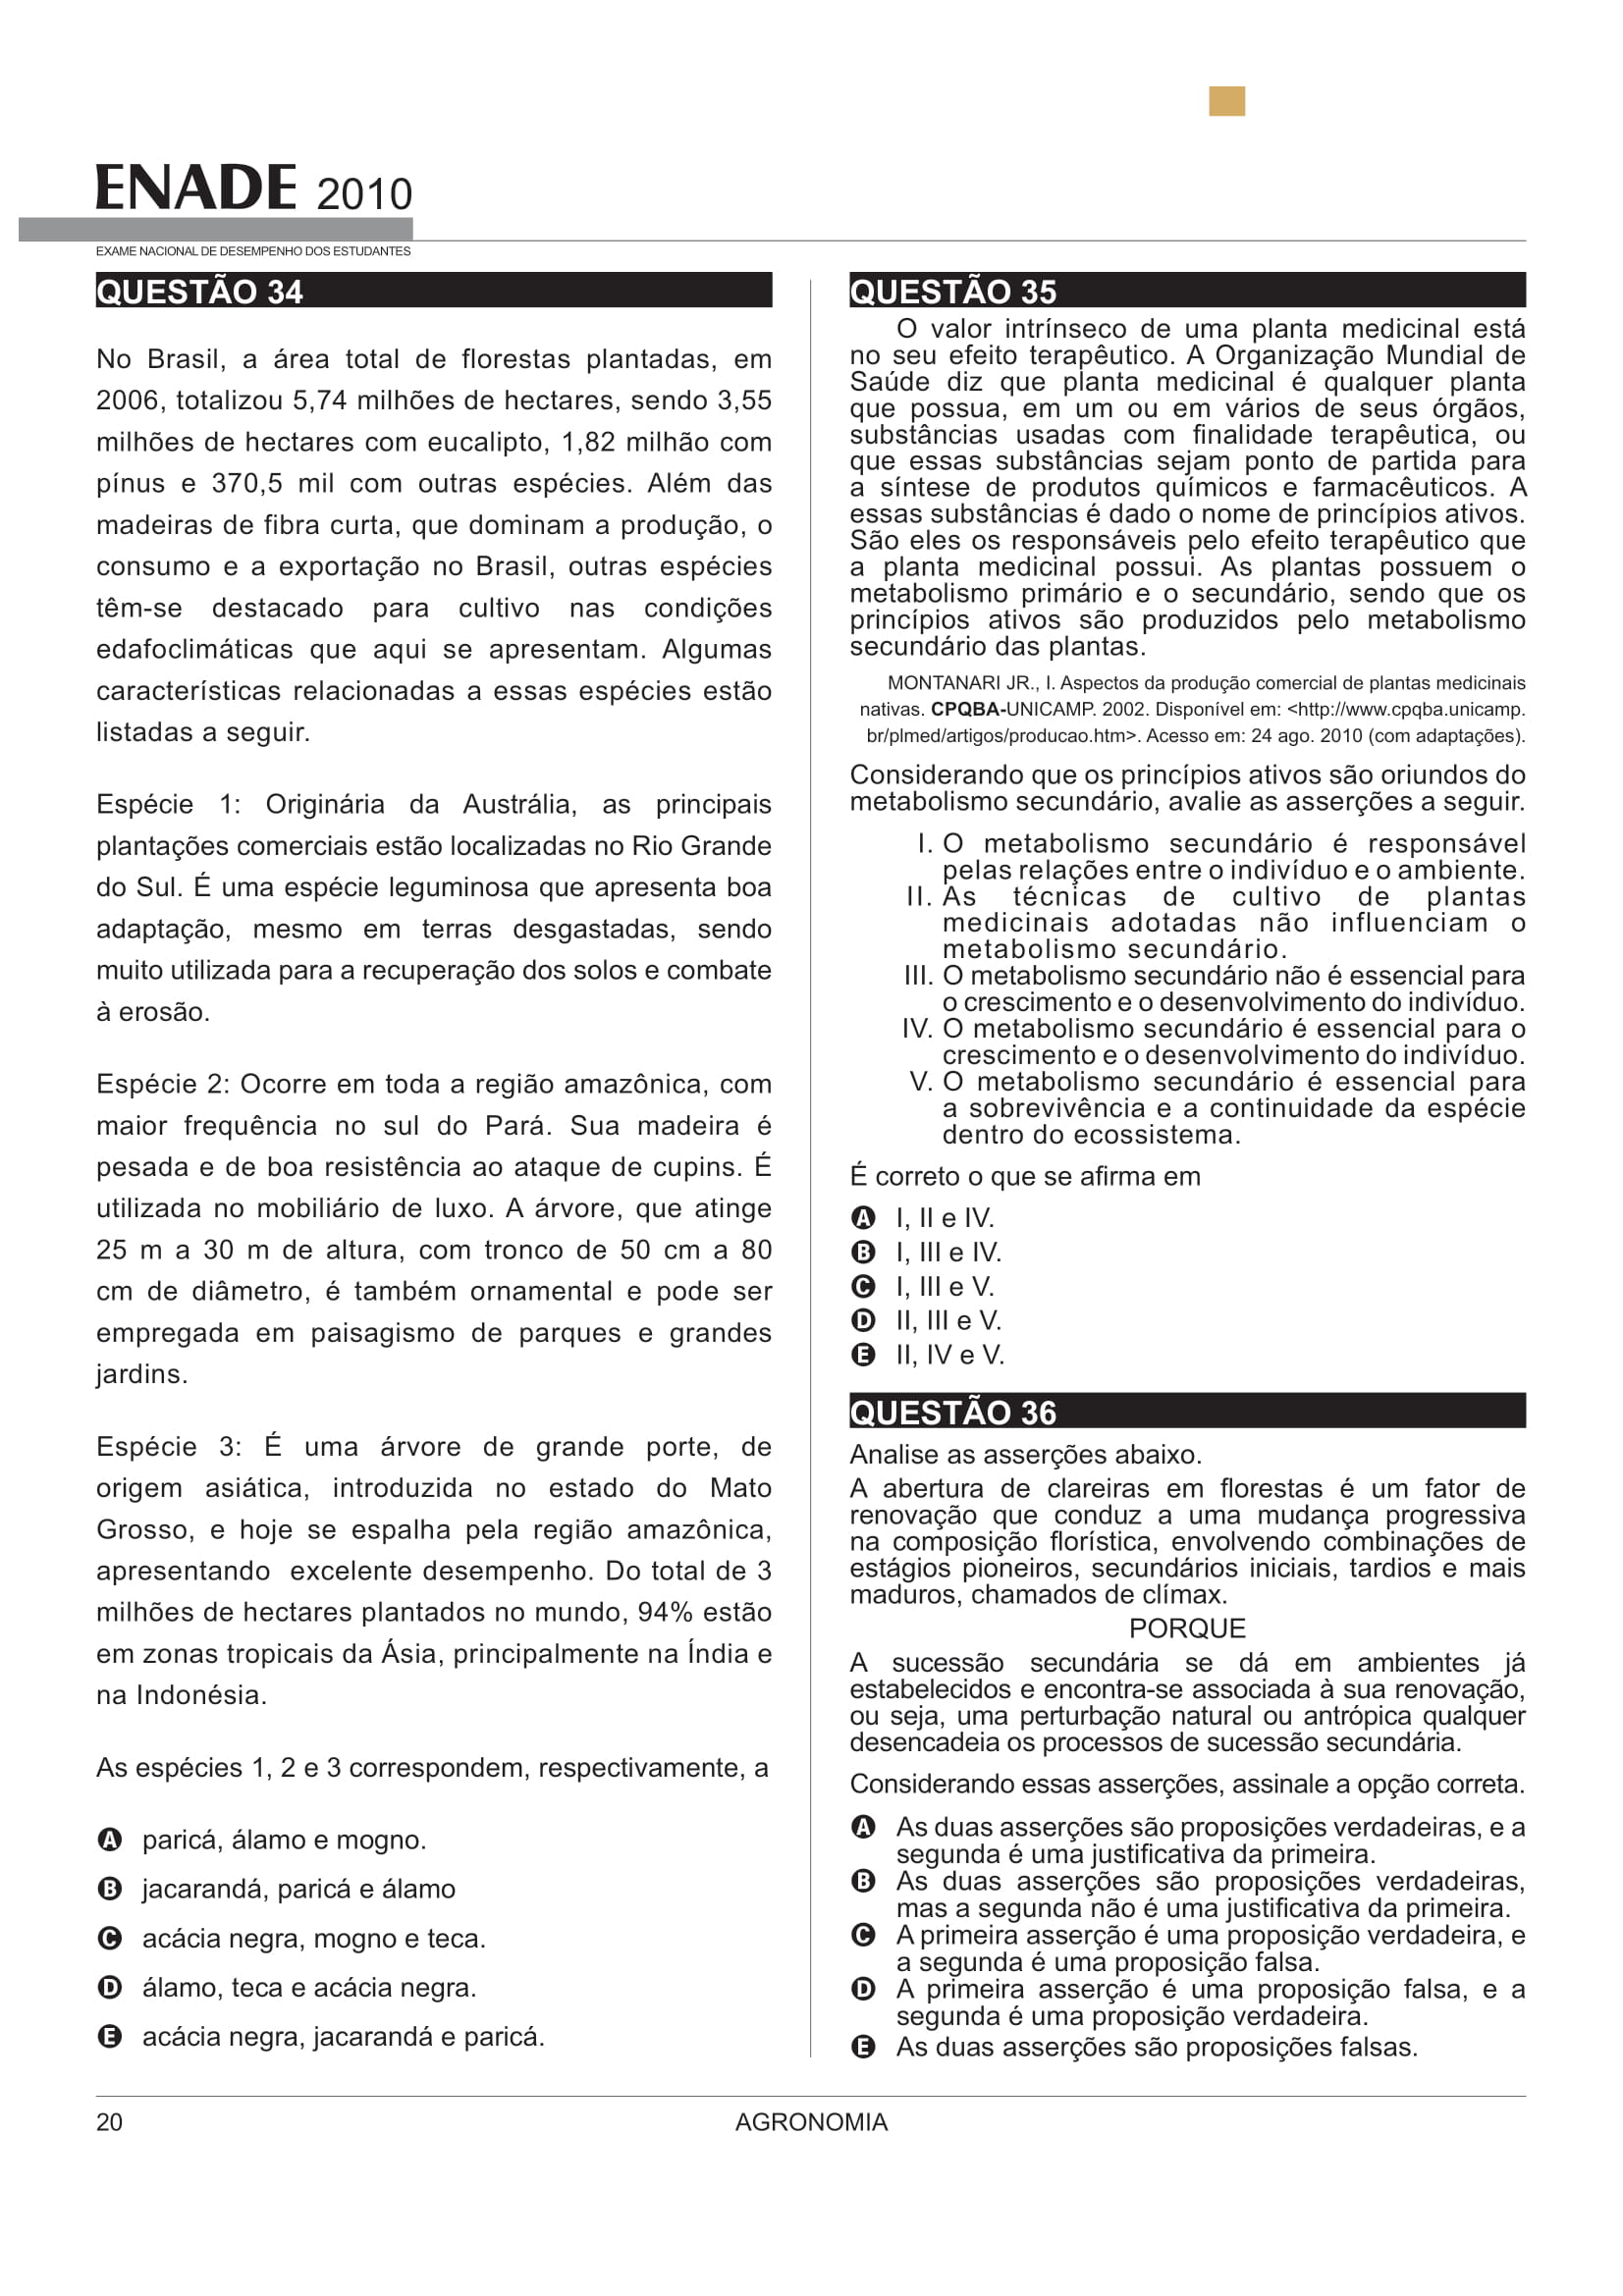 ENADE 2010
EXAME NACIONAL DE DESEMPENHO DOS ESTUDANTES
QUESTÃO 34
No Brasil, a área total de florestas plantadas, em
2006, totalizou 5,74 milhões de hectares, sendo 3,55
milhões de hectares com eucalipto, 1,82 milhão com
pínus e 370,5 mil com outras espécies. Além das
madeiras de fibra curta, que dominam a produção, o
consumo e a exportação no Brasil, outras espécies
têm-se destacado para cultivo nas condições
edafoclimáticas que aqui se apresentam. Algumas
características relacionadas a essas espécies estão
listadas a seguir.
Espécie 1: Originária da Austrália, as principais
plantações comerciais estão localizadas no Rio Grande
do Sul. É uma espécie leguminosa que apresenta boa
adaptação, mesmo em terras desgastadas, sendo
muito utilizada para a recuperação dos solos e combate
à erosão.
Espécie 2: Ocorre em toda a região amazônica, com
maior frequência no sul do Pará. Sua madeira é
pesada e de boa resistência ao ataque de cupins. É
utilizada no mobiliário de luxo. A árvore, que atinge
25 m a 30 m de altura, com tronco de 50 cm a 80
cm de diâmetro, é também ornamental e pode ser
empregada em paisagismo de parques e grandes
jardins.
Espécie 3: É uma árvore de grande porte, de
origem asiática, introduzida no estado do Mato
Grosso, e hoje se espalha pela região amazônica,
apresentando excelente desempenho. Do total de 3
milhões de hectares plantados no mundo, 94% estão
em zonas tropicais da Ásia, principalmente na Índia e
na Indonésia.
As espécies 1, 2 e 3 correspondem, respectivamente, a
A paricá, álamo e mogno.
B jacarandá, paricá e álamo
C acácia negra, mogno e teca.
D álamo, teca e acácia negra.
E acácia negra, jacarandá e paricá.
QUESTÃO 35
O valor intrínseco de uma planta medicinal está
no seu efeito terapêutico. A Organização Mundial de
Saúde diz que planta medicinal é qualquer planta
que possua, em um ou em vários de seus órgãos,
substâncias usadas com finalidade terapêutica, ou
que essas substâncias sejam ponto de partida para
a síntese de produtos químicos e farmacêuticos. A
essas substâncias é dado o nome de princípios ativos.
São eles os responsáveis pelo efeito terapêutico que
a planta medicinal possui. As plantas possuem o
metabolismo primário e o secundário, sendo que os
princípios ativos são produzidos pelo metabolismo
secundário das plantas.
MONTANARI JR., I. Aspectos da produção comercial de plantas medicinais
nativas. CPQBA-UNICAMP. 2002. Disponível em: <http://www.cpqba.unicamp.
br/plmed/artigos/producao.htm>. Acesso em: 24 ago. 2010 (com adaptações).
Considerando que os princípios ativos são oriundos do
metabolismo secundário, avalie as asserções a seguir.
I. O metabolismo secundário é responsável
pelas relações entre o indivíduo e o ambiente.
II. As técnicas de cultivo de plantas
medicinais adotadas não influenciam o
metabolismo secundário.
III. O metabolismo secundário não é essencial para
o crescimento e o desenvolvimento do indivíduo.
IV. O metabolismo secundário é essencial para o
crescimento e o desenvolvimento do indivíduo.
V. O metabolismo secundário é essencial para
a sobrevivência e a continuidade da espécie
dentro do ecossistema.
É correto o que se afirma em
A I, II e IV.
B I, III e IV.
C I, III e V.
D II, III e V.
E II, IV e V.
QUESTÃO 36
Analise as asserções abaixo.
A abertura de clareiras em florestas é um fator de
renovação que conduz a uma mudança progressiva
na composição florística, envolvendo combinações de
estágios pioneiros, secundários iniciais, tardios e mais
maduros, chamados de clímax.
PORQUE
A sucessão secundária se dá em ambientes já
estabelecidos e encontra-se associada à sua renovação,
ou seja, uma perturbação natural ou antrópica qualquer
desencadeia os processos de sucessão secundária.
Considerando essas asserções, assinale a opção correta.
A As duas asserções são proposições verdadeiras, e a
segunda é uma justificativa da primeira.
B As duas asserções são proposições verdadeiras,
mas a segunda não é uma justificativa da primeira.
C A primeira asserção é uma proposição verdadeira, e
a segunda é uma proposição falsa.
D A primeira asserção é uma proposição falsa, e a
segunda é uma proposição verdadeira.
E As duas asserções são proposições falsas.
20
AGRONOMIA